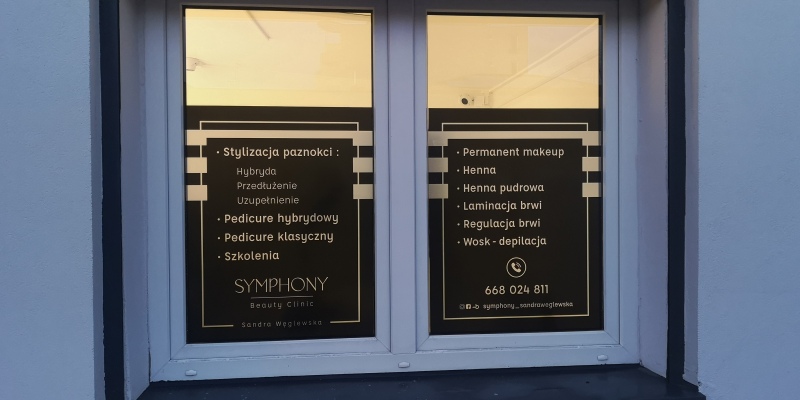 • Stylizacja paznokci :
Hybryda
Przedłużenie
Uzupełnienie
• Pedicure hybrydowy
• Pedicure klasyczny
• Szkolenia
SYMPHONY
Beauty Clinic
Sandra Węglewska
• Permanent makeup
• Henna
• Henna pudrowa
• Laminacja brwi
• Regulacja brwi
• Wosk - depilacja
668 024 811
symphony_sandraweglewska